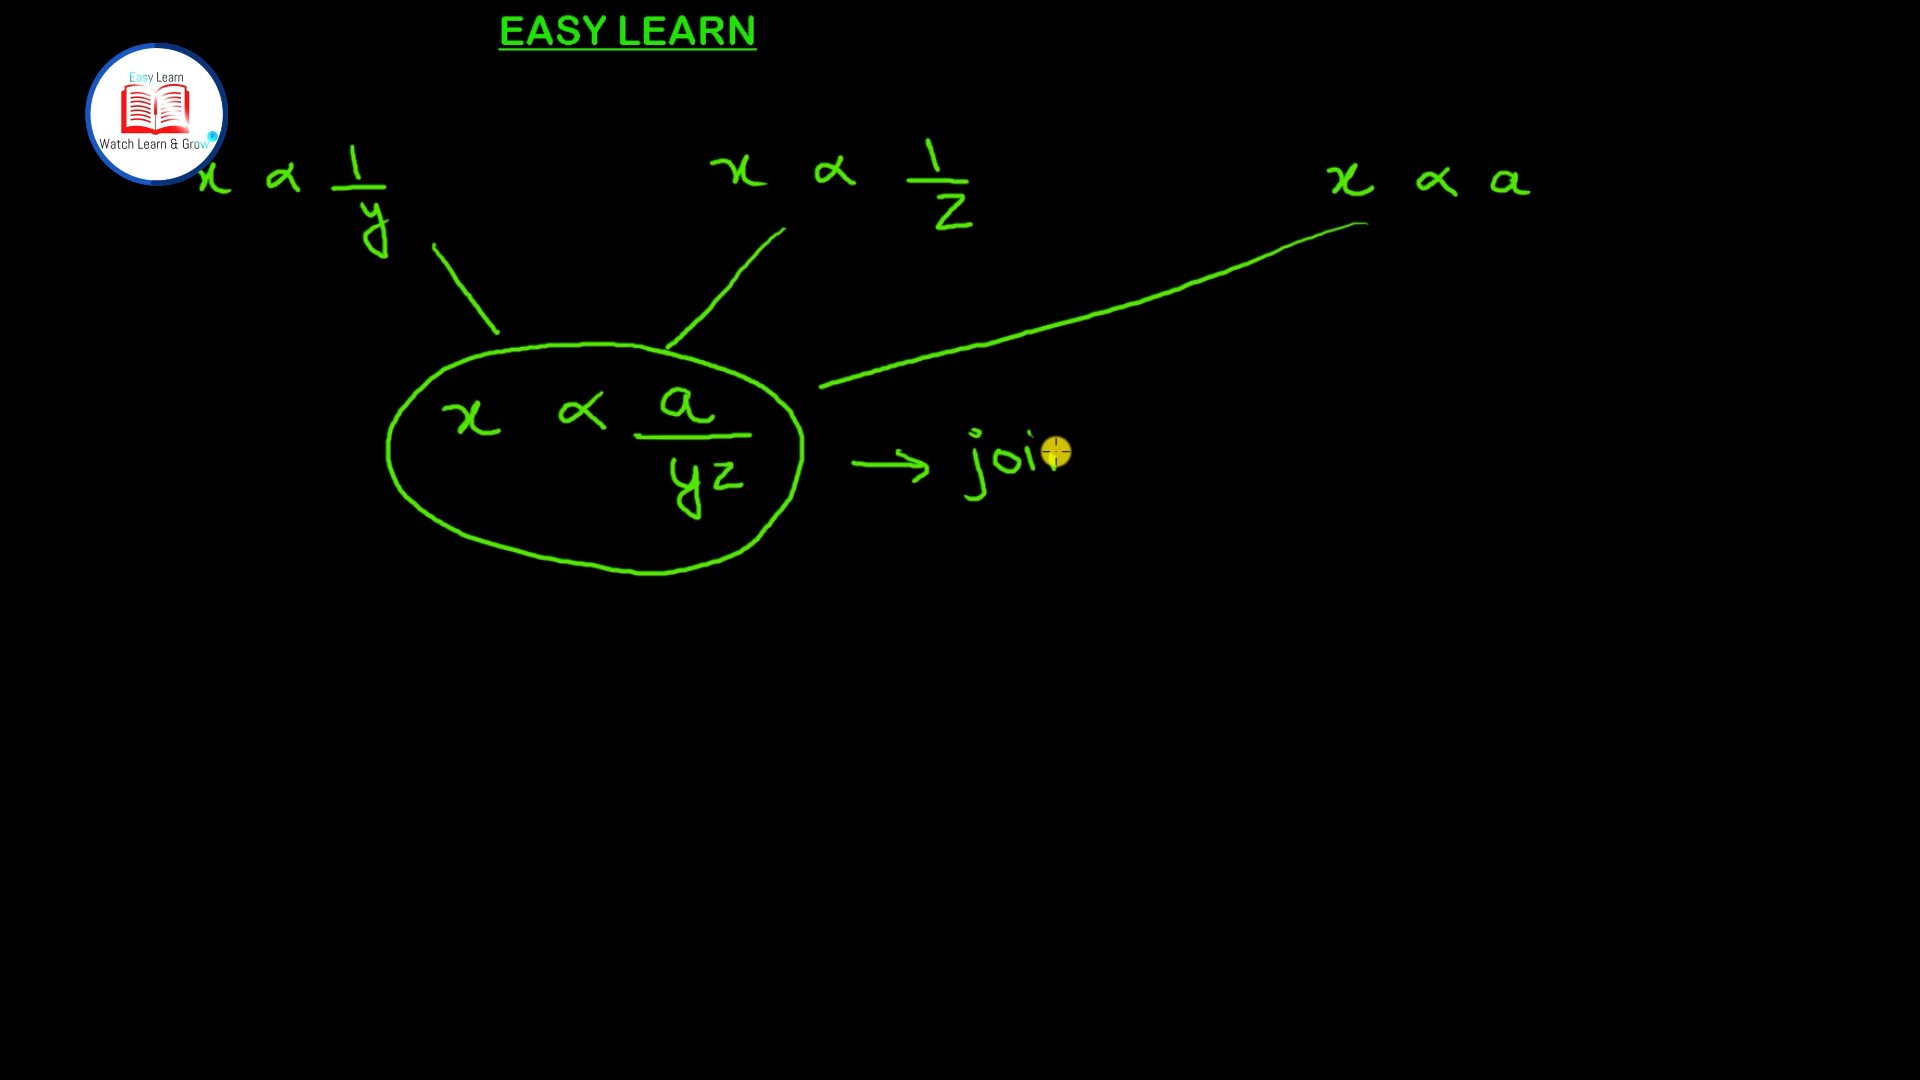 EASY LEARN
Easy Learn
Watch Learn & Grow
x ∝ 1/y
x ∝ 1/z
x ∝ a
x ∝ a/yz
→ joi